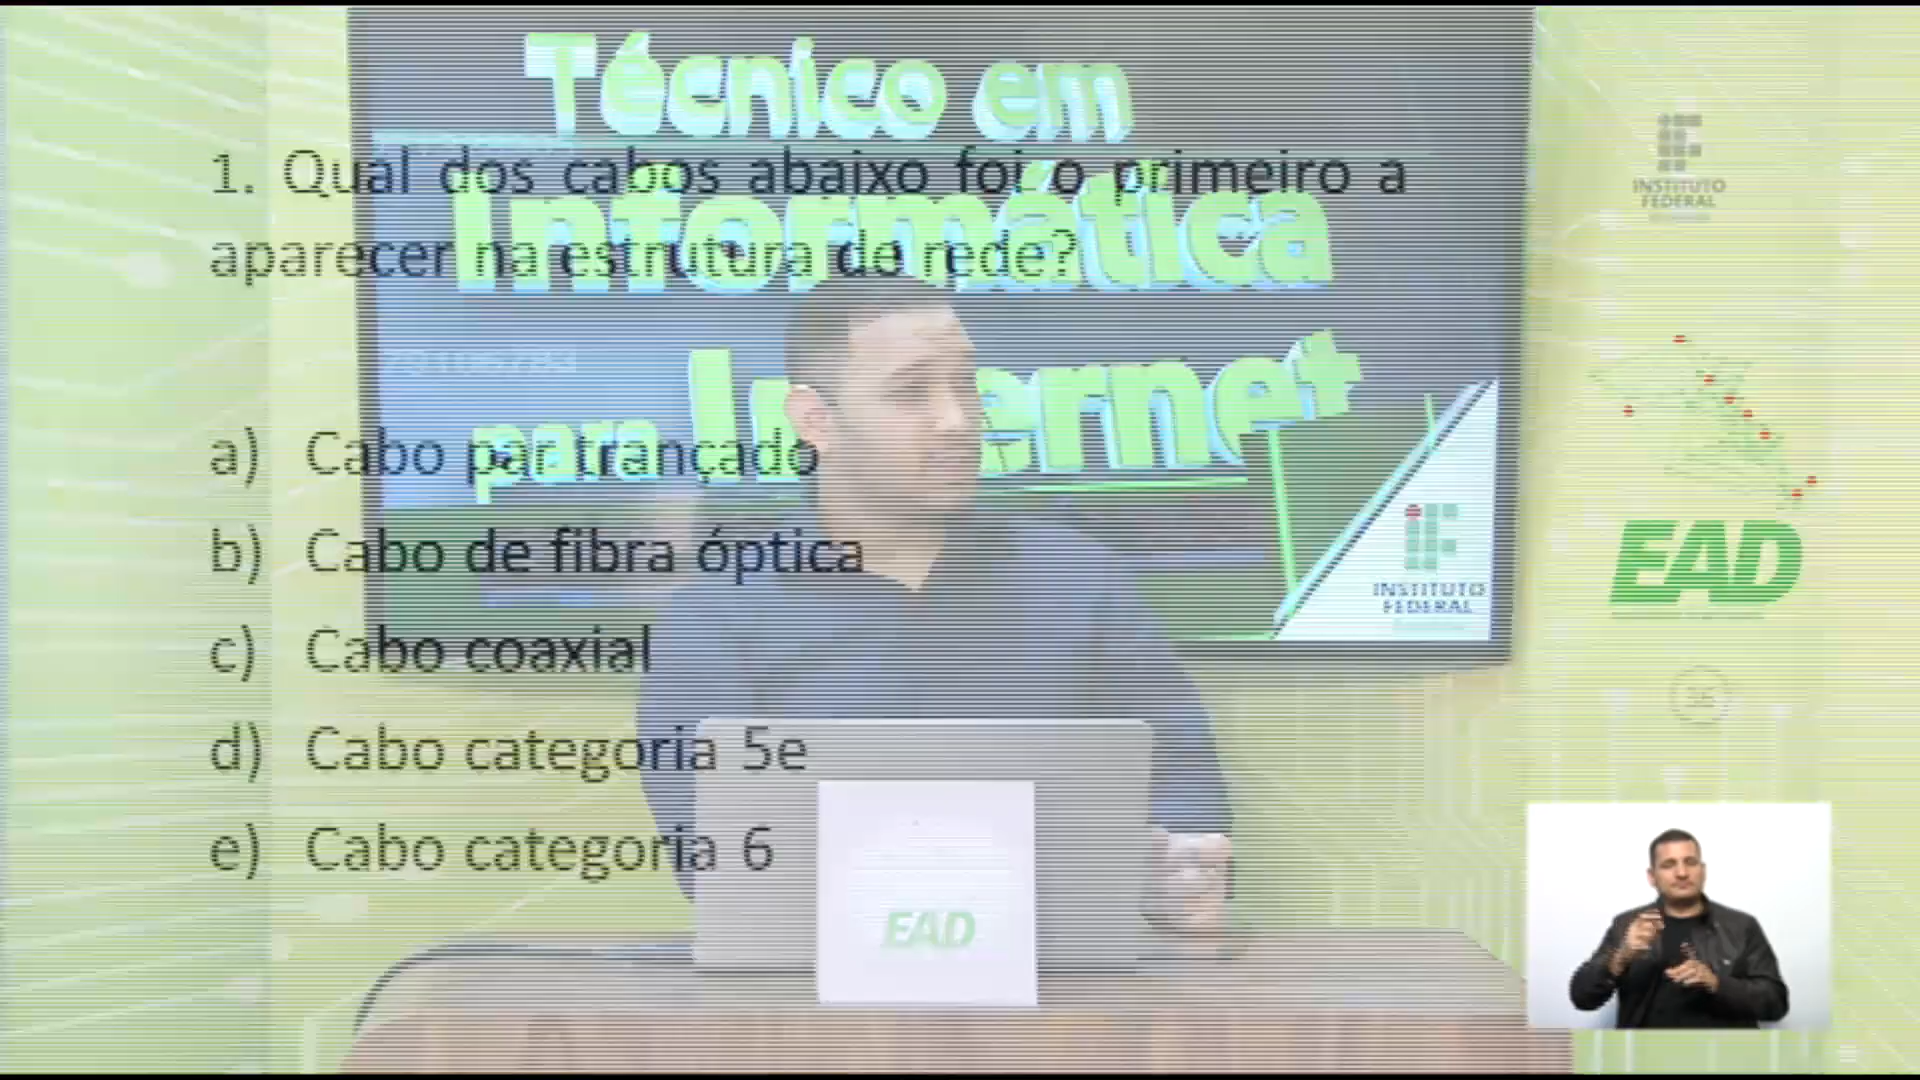 Técnico em
Informática
para Internet
1. Qual dos cabos abaixo foi o primeiro a
aparecer na estrutura de rede?
a) Cabo par trançado
b) Cabo de fibra óptica
c) Cabo coaxial
d) Cabo categoria 5e
e) Cabo categoria 6
INSTITUTO
FEDERAL
EAD
36
INSTITUTO
FEDERAL
EAD